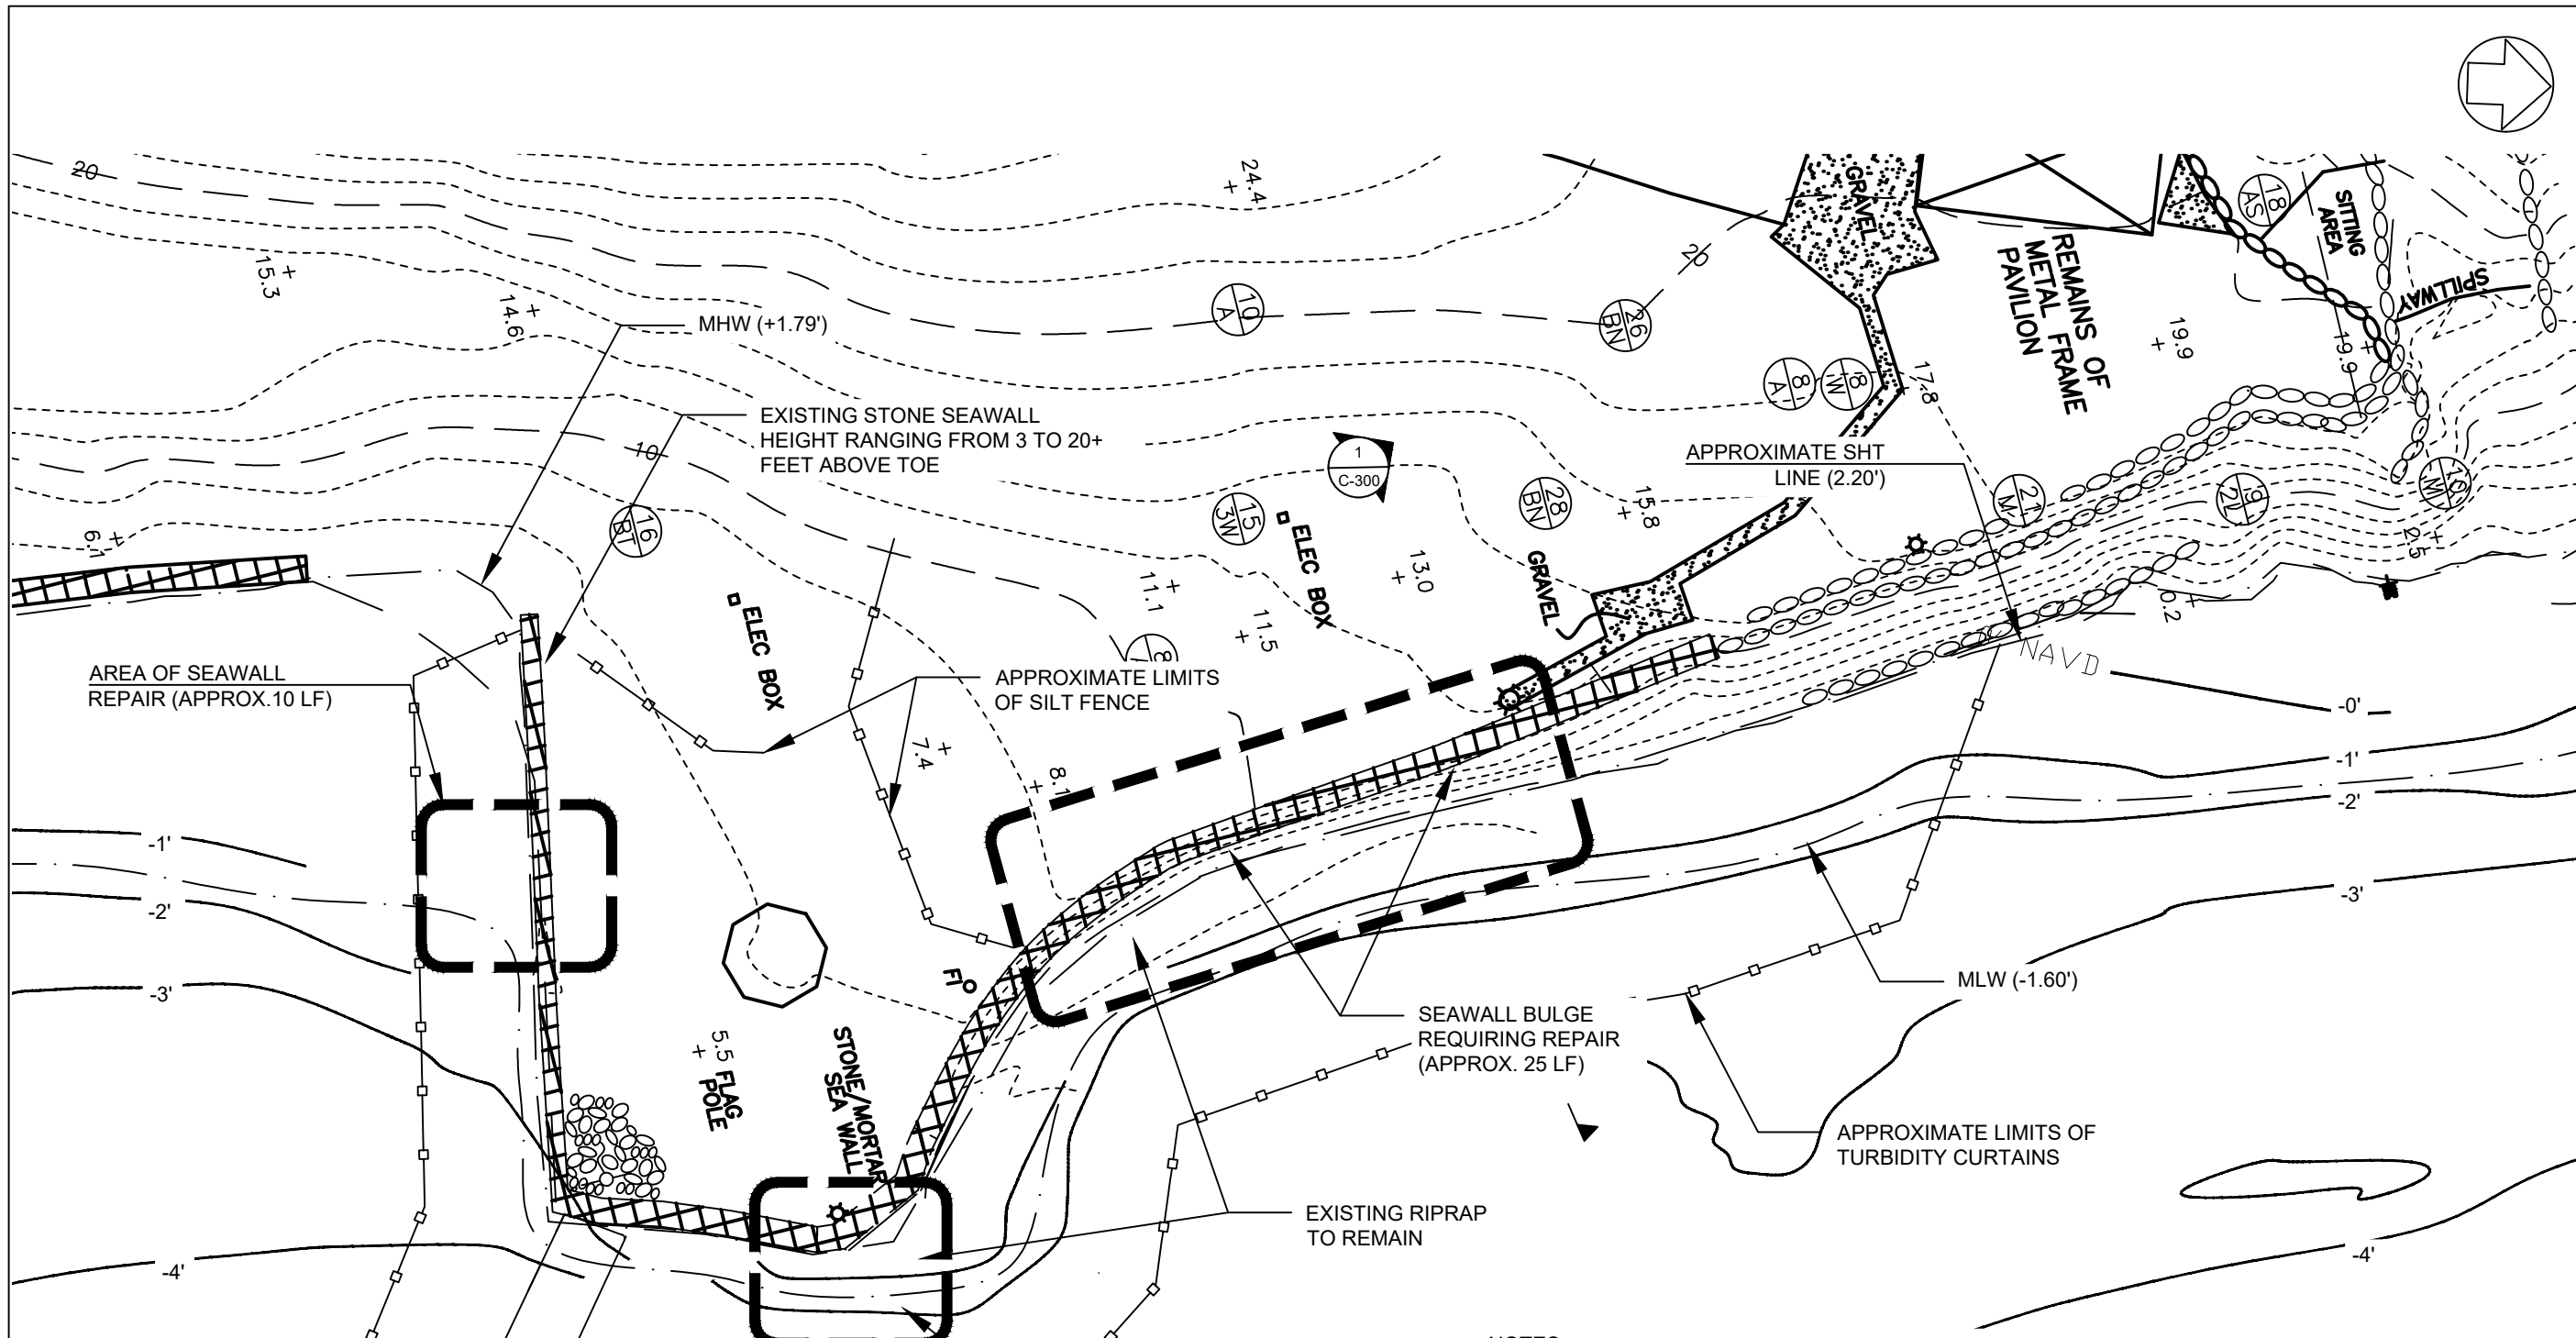 20
24.4
GRAVEL
18
AS
SITTING
AREA
SPILLWAY
REMAINS OF
METAL FRAME
PAVILION
20
15.3
14.6
MHW (+1.79')
10
A
26
BN
19.9
19.9
8
A
8
W
17.8
EXISTING STONE SEAWALL
HEIGHT RANGING FROM 3 TO 20+
FEET ABOVE TOE
10
1
C-300
APPROXIMATE SHT
LINE (2.20')
16
BT
15
3W
28
BN
15.8
21
M
2.5
6.1
ELEC BOX
ELEC BOX
11.1
11.5
13.0
GRAVEL
0.2
NAVD
AREA OF SEAWALL
REPAIR (APPROX.10 LF)
APPROXIMATE LIMITS
OF SILT FENCE
7.4
8.1
-0'
-1'
-2'
-3'
-1'
-2'
-3'
MLW (-1.60')
SEAWALL BULGE
REQUIRING REPAIR
(APPROX. 25 LF)
5.5
FLAG
POLE
STONE/MORTAR
SEA WALL
APPROXIMATE LIMITS OF
TURBIDITY CURTAINS
EXISTING RIPRAP
TO REMAIN
-4'
-4'